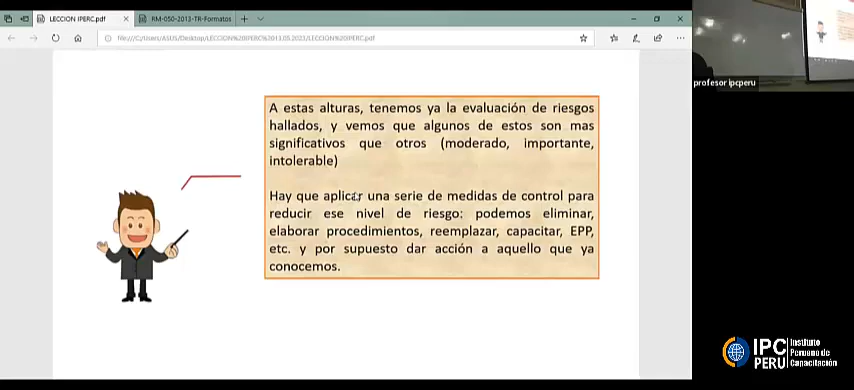 LECCION IPERC.pdf
RM-050-2013-TR-Formatos
file:///C:/Users/ASUS/Desktop/LECCION%20IPERC%2013.05.2023/LECCION%20IPERC.pdf
A estas alturas, tenemos ya la evaluación de riesgos
hallados, y vemos que algunos de estos son mas
significativos que otros (moderado, importante,
intolerable)
Hay que aplicar una serie de medidas de control para
reducir ese nivel de riesgo: podemos eliminar,
elaborar procedimientos, reemplazar, capacitar, EPP,
etc. y por supuesto dar acción a aquello que ya
conocemos.
profesor ipcperu
IPC PERU
Instituto
Peruano de
Capacitación